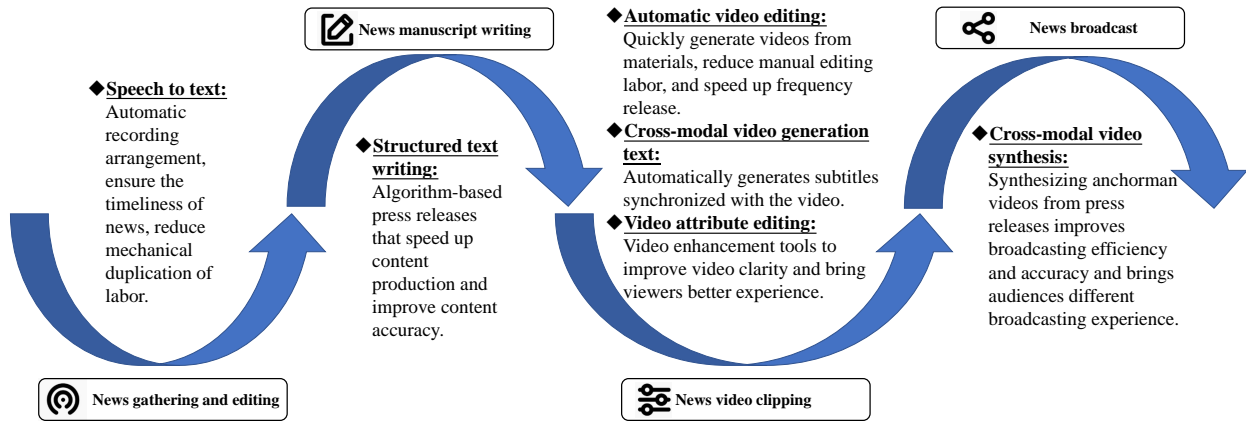 ◆Speech to text:
Automatic
recording
arrangement,
ensure the
timeliness of
news, reduce
mechanical
duplication of
labor.
News gathering and editing
News manuscript writing
◆Structured text
writing:
Algorithm-based
press releases
that speed up
content
production and
improve content
accuracy.
◆Automatic video editing:
Quickly generate videos from
materials, reduce manual editing
labor, and speed up frequency
release.
◆Cross-modal video generation
text:
Automatically generates subtitles
synchronized with the video.
◆Video attribute editing:
Video enhancement tools to
improve video clarity and bring
viewers better experience.
News video clipping
News broadcast
◆Cross-modal video
synthesis:
Synthesizing anchorman
videos from press
releases improves
broadcasting efficiency
and accuracy and brings
audiences different
broadcasting experience.